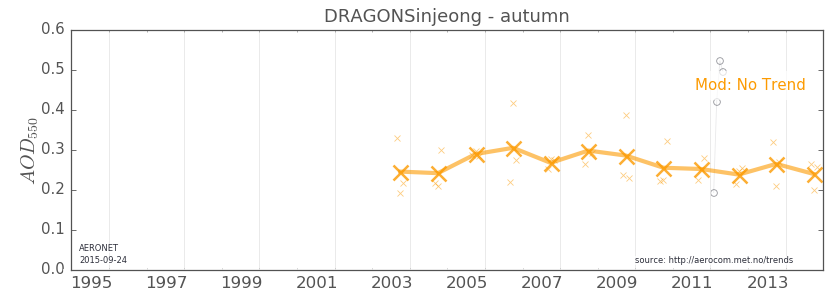 DRAGONSinjeong - autumn
0.6
0.5
0.4
0.3
0.2
0.1
0.0
AOD550
Mod: No Trend
AERONET
2015-09-24
source: http://aerocom.met.no/trends
1995 1997 1999 2001 2003 2005 2007 2009 2011 2013